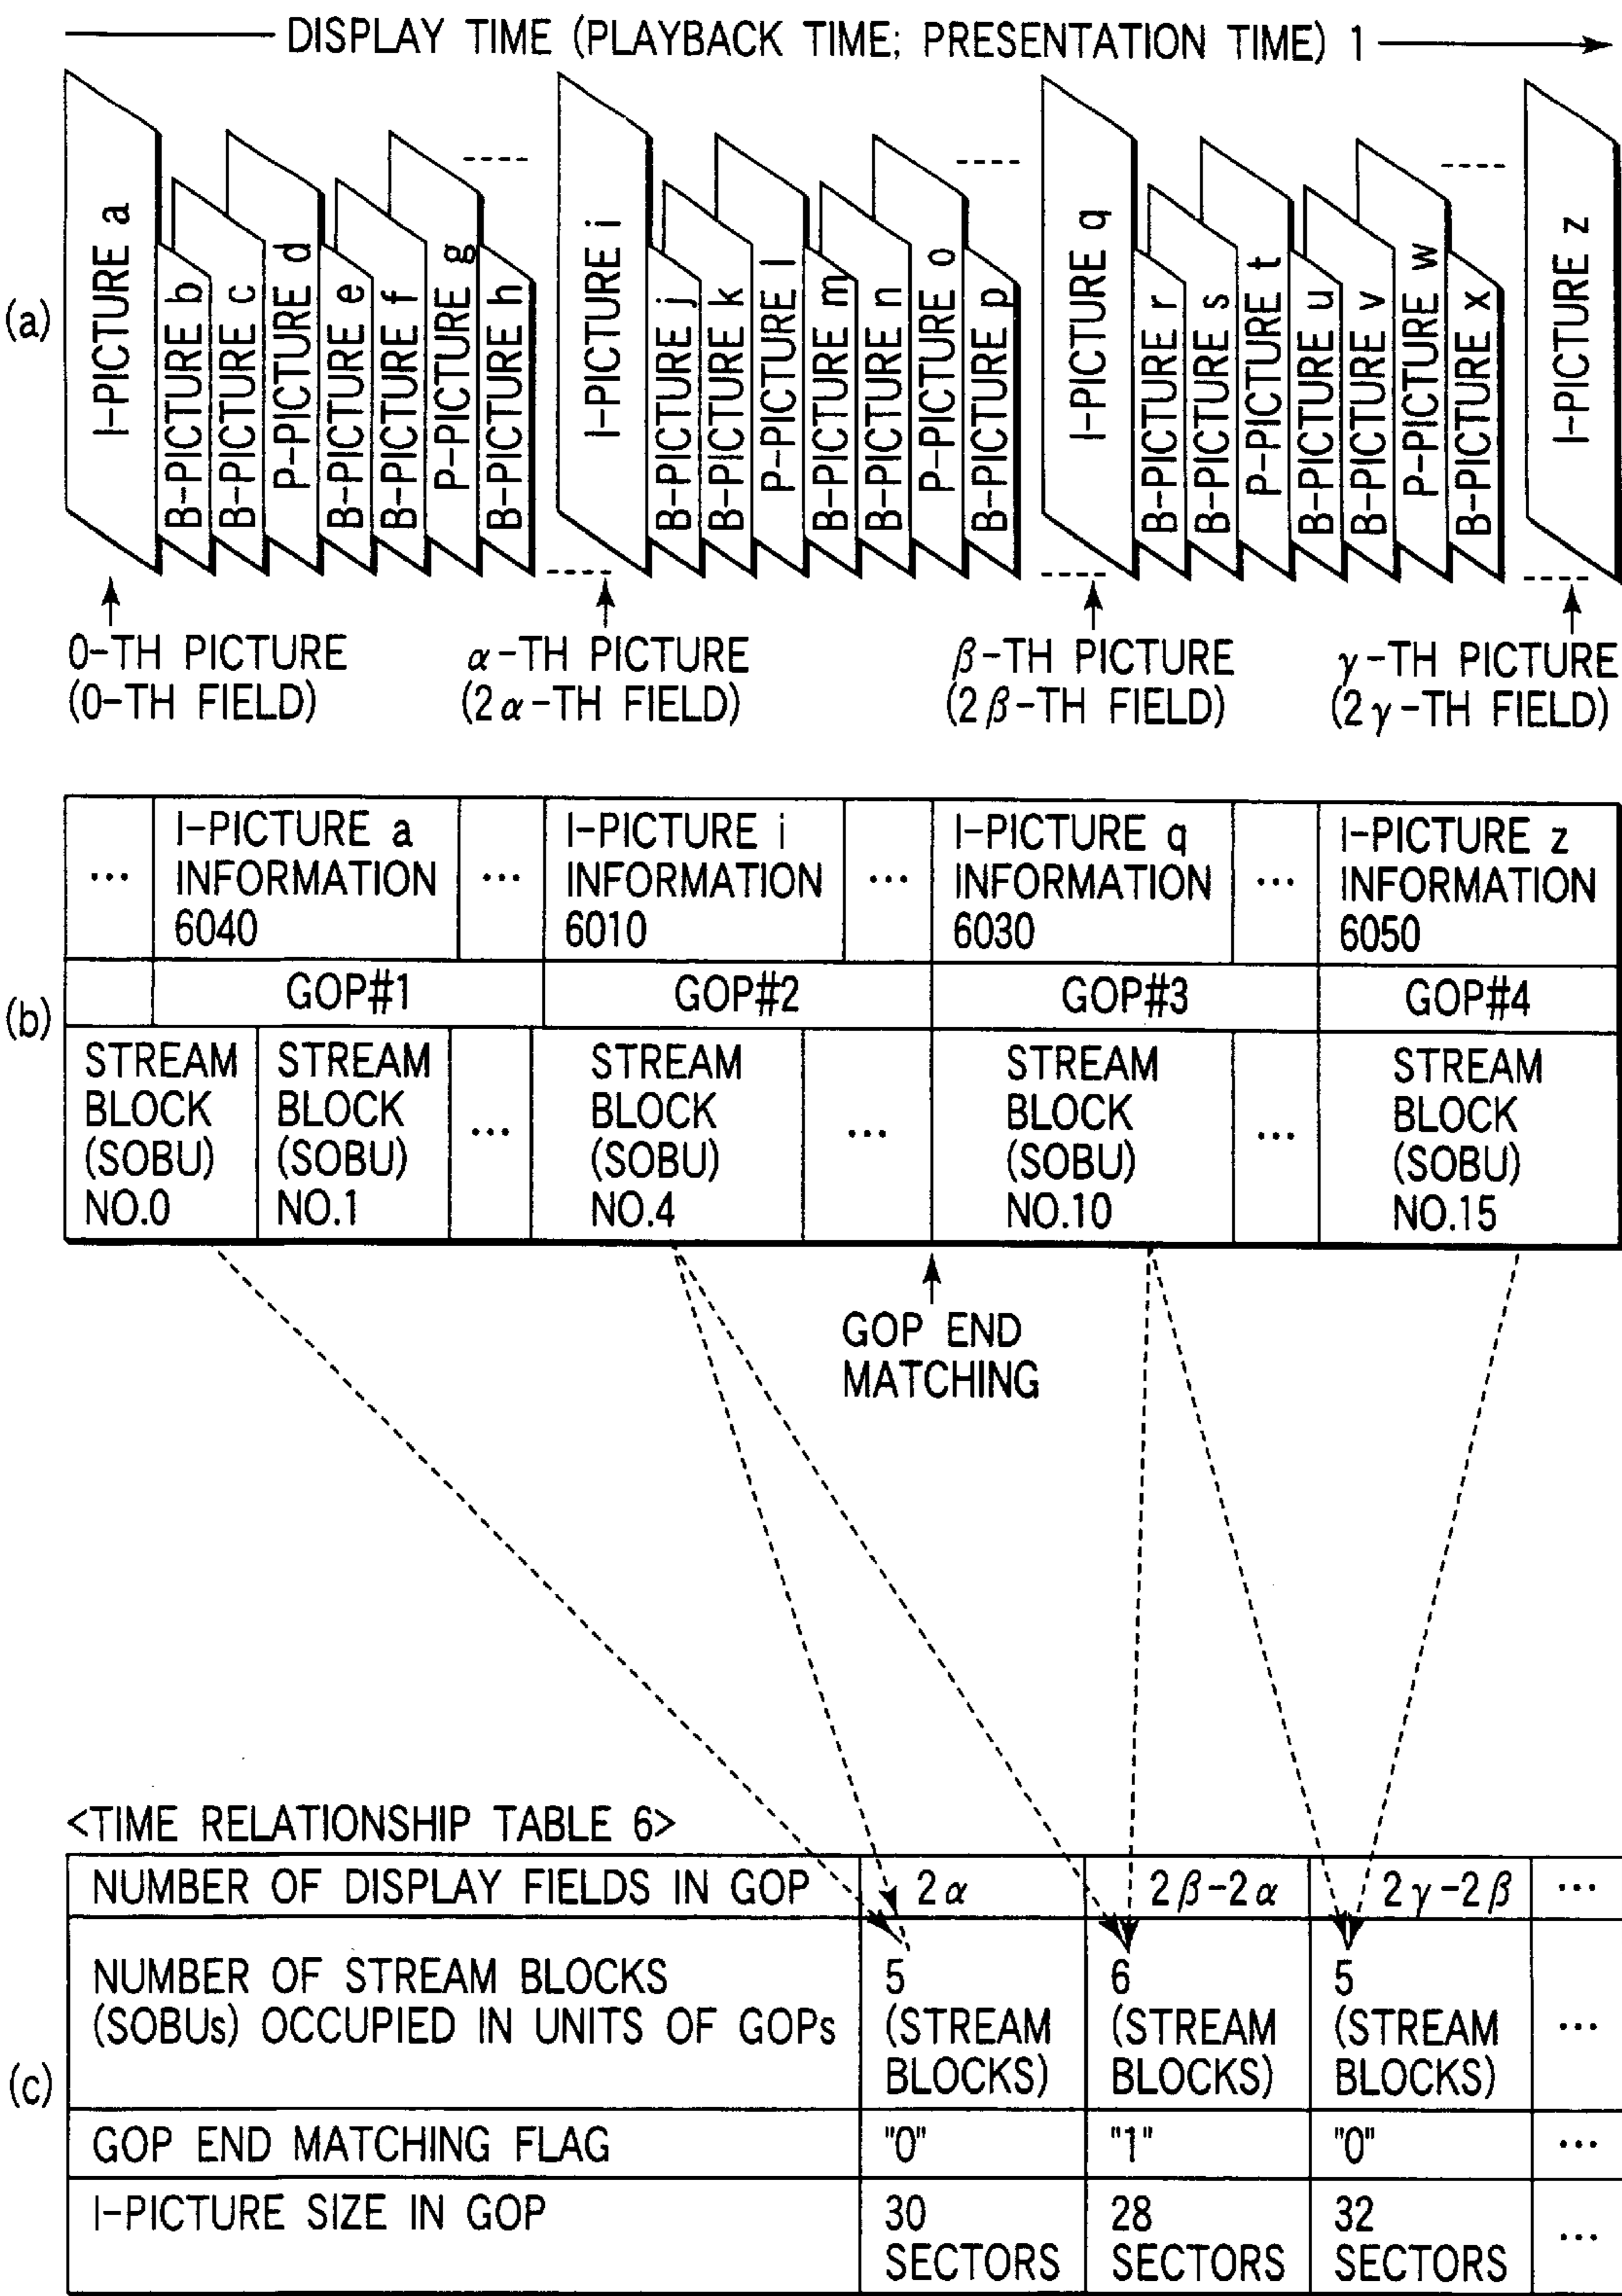 DISPLAY TIME (PLAYBACK TIME; PRESENTATION TIME) 1
(a)
I-PICTURE a
B-PICTURE b
B-PICTURE c
P-PICTURE d
B-PICTURE e
B-PICTURE f
P-PICTURE g
B-PICTURE h
I-PICTURE i
B-PICTURE j
B-PICTURE k
P-PICTURE l
B-PICTURE m
B-PICTURE n
P-PICTURE o
B-PICTURE p
I-PICTURE q
B-PICTURE r
B-PICTURE s
P-PICTURE t
B-PICTURE u
B-PICTURE v
P-PICTURE w
B-PICTURE x
I-PICTURE z
0-TH PICTURE
(0-TH FIELD)
α-TH PICTURE
(2α-TH FIELD)
β-TH PICTURE
(2β-TH FIELD)
γ-TH PICTURE
(2γ-TH FIELD)
(b)
...
I-PICTURE a
INFORMATION
6040
...
I-PICTURE i
INFORMATION
6010
...
I-PICTURE q
INFORMATION
6030
...
I-PICTURE z
INFORMATION
6050
GOP#1
GOP#2
GOP#3
GOP#4
STREAM
BLOCK
(SOBU)
NO.0
STREAM
BLOCK
(SOBU)
NO.1
...
STREAM
BLOCK
(SOBU)
NO.4
...
STREAM
BLOCK
(SOBU)
NO.10
...
STREAM
BLOCK
(SOBU)
NO.15
GOP END
MATCHING
<TIME RELATIONSHIP TABLE 6>
(c)
NUMBER OF DISPLAY FIELDS IN GOP
2α
2β-2α
2γ-2β
...
NUMBER OF STREAM BLOCKS
(SOBUs) OCCUPIED IN UNITS OF GOPs
5
(STREAM
BLOCKS)
6
(STREAM
BLOCKS)
5
(STREAM
BLOCKS)
...
GOP END MATCHING FLAG
"0"
"1"
"0"
...
I-PICTURE SIZE IN GOP
30
SECTORS
28
SECTORS
32
SECTORS
...